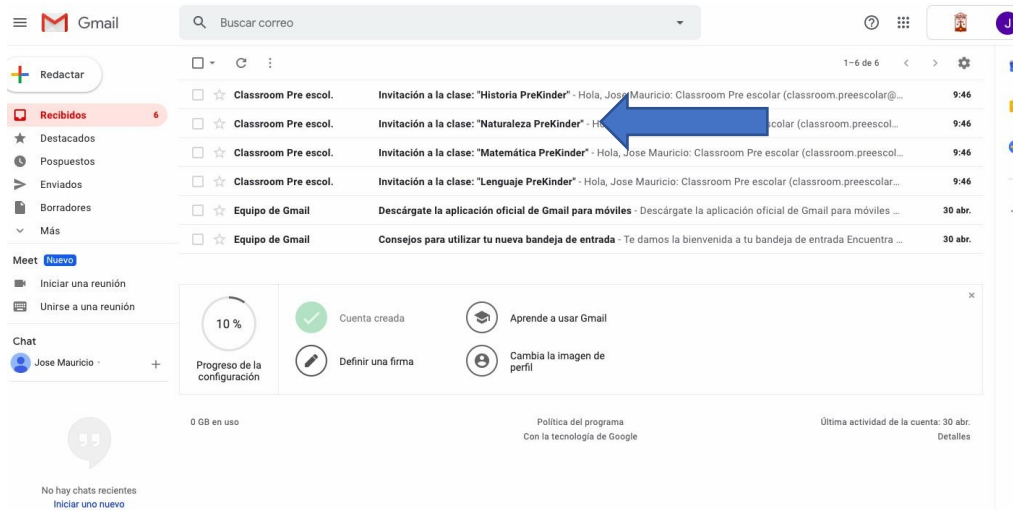 Gmail
Buscar correo
J
Redactar
1–6 de 6
Recibidos 6
Destacados
Pospuestos
Enviados
Borradores
Más
Classroom Pre escol. Invitación a la clase: "Historia PreKinder" - Hola, Jose Mauricio: Classroom Pre escolar (classroom.preescolar@... 9:46
Classroom Pre escol. Invitación a la clase: "Naturaleza PreKinder" - (classroom.preescol... 9:46
Classroom Pre escol. Invitación a la clase: "Matemática PreKinder" - Hola, Jose Mauricio: Classroom Pre escolar (classroom.preescol... 9:46
Classroom Pre escol. Invitación a la clase: "Lenguaje PreKinder" - Hola, Jose Mauricio: Classroom Pre escolar (classroom.preescolar... 9:46
Equipo de Gmail Descárgate la aplicación oficial de Gmail para móviles - Descárgate la aplicación oficial de Gmail para móviles ... 30 abr.
Equipo de Gmail Consejos para utilizar tu nueva bandeja de entrada - Te damos la bienvenida a tu bandeja de entrada Encuentra ... 30 abr.
Meet Nuevo
Iniciar una reunión
Unirse a una reunión
Chat
Jose Mauricio
No hay chats recientes
Iniciar uno nuevo
10 %
Progreso de la
configuración
Cuenta creada
Definir una firma
Aprende a usar Gmail
Cambia la imagen de
perfil
0 GB en uso
Política del programa
Con la tecnología de Google
Última actividad de la cuenta: 30 abr.
Detalles